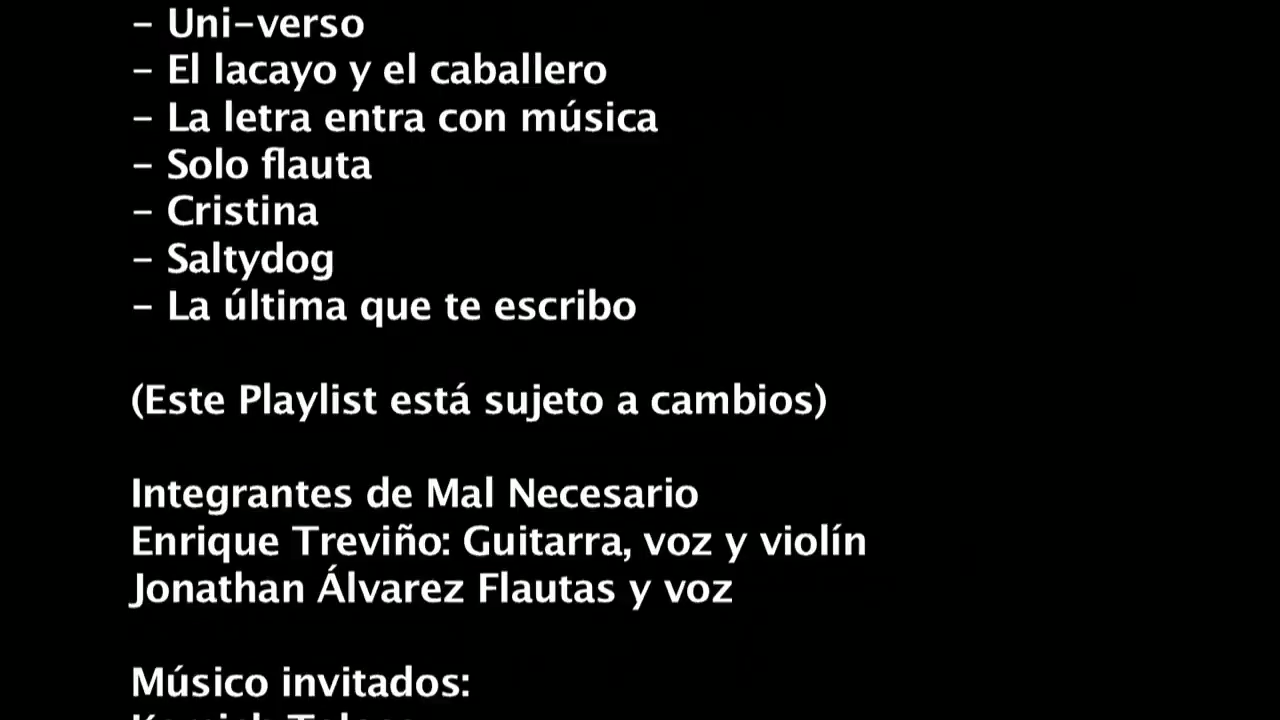 - Uni-verso
- El lacayo y el caballero
- La letra entra con música
- Solo flauta
- Cristina
- Saltydog
- La última que te escribo
(Este Playlist está sujeto a cambios)
Integrantes de Mal Necesario
Enrique Treviño: Guitarra, voz y violín
Jonathan Álvarez Flautas y voz
Músico invitados: